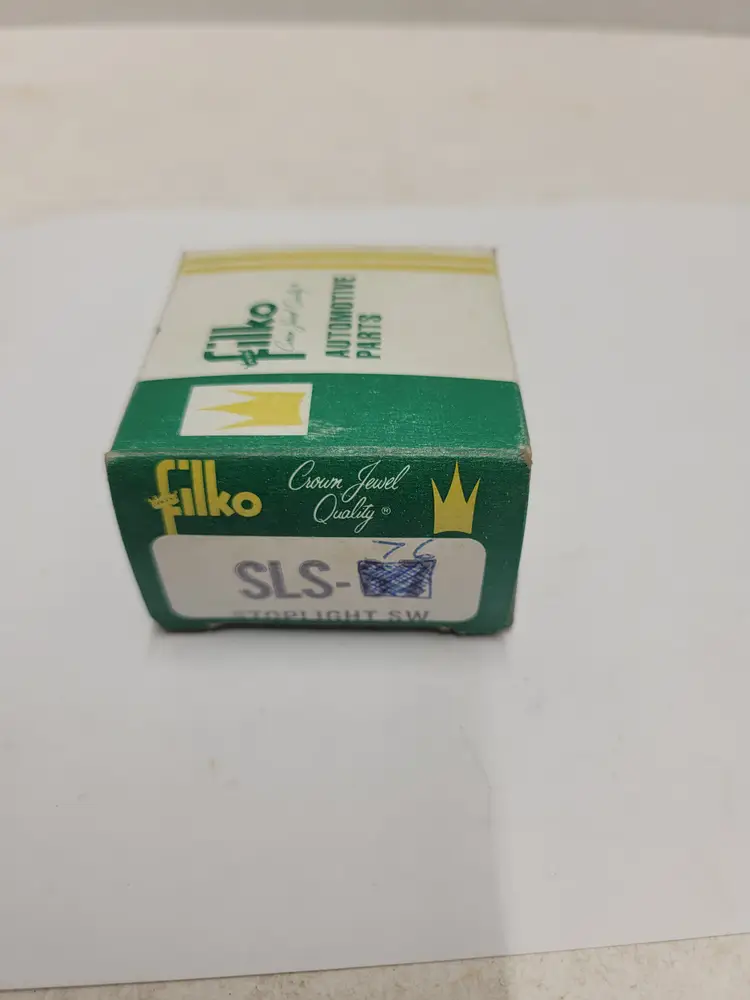 filko
Crown Jewel Quality®
AUTOMOTIVE
PARTS
filko
Crown Jewel
Quality ®
76
SLS-
STOPLIGHT SW